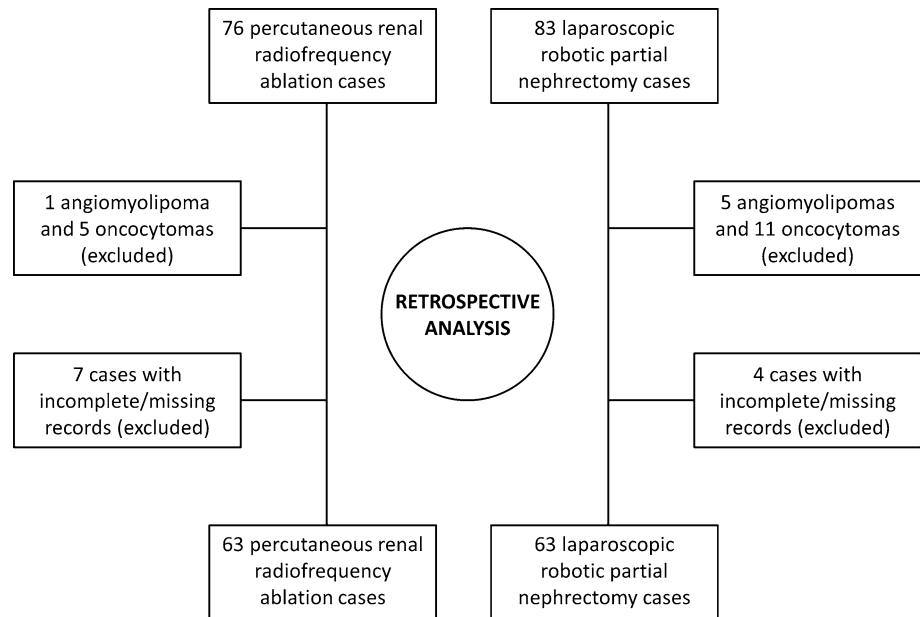 76 percutaneous renal
radiofrequency
ablation cases
83 laparoscopic
robotic partial
nephrectomy cases
1 angiomyolipoma
and 5 oncocytomas
(excluded)
5 angiomyolipomas
and 11 oncocytomas
(excluded)
RETROSPECTIVE
ANALYSIS
7 cases with
incomplete/missing
records (excluded)
4 cases with
incomplete/missing
records (excluded)
63 percutaneous renal
radiofrequency
ablation cases
63 laparoscopic
robotic partial
nephrectomy cases